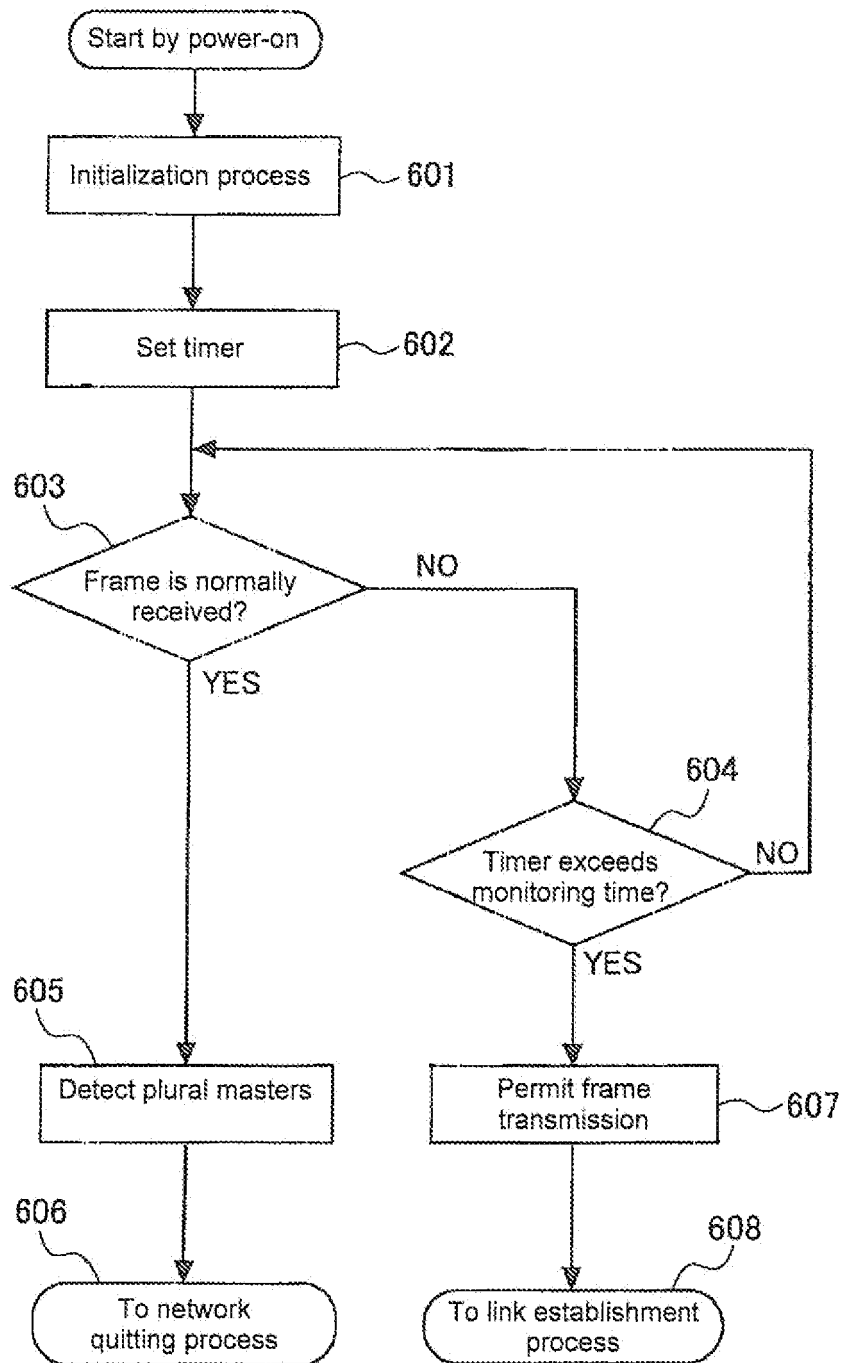 Start by power-on
Initialization process
601
Set timer
602
603
Frame is normally
received?
NO
YES
604
Timer exceeds
monitoring time?
NO
YES
605
Detect plural masters
Permit frame
transmission
607
606
To network
quitting process
608
To link establishment
process